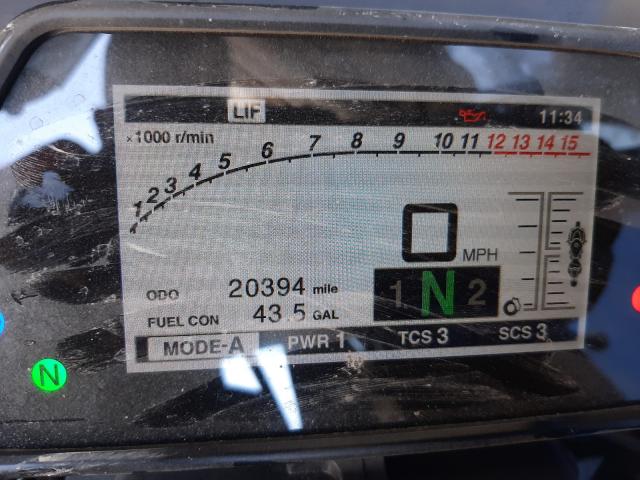 LIF 11:34
×1000 r/min
1 2 3 4 5 6 7 8 9 10 11 12 13 14 15
0 MPH
1 N 2
ODO 20394 mile
FUEL CON 43.5 GAL
MODE-A PWR 1 TCS 3 SCS 3
N